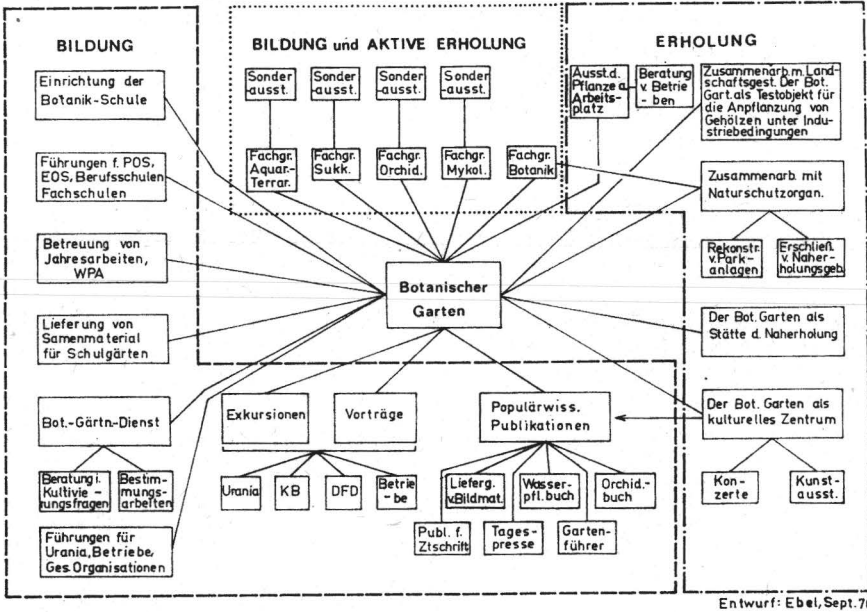 BILDUNG
Einrichtung der
Botanik-Schule
Führungen f. POS,
EOS, Berufsschulen
Fachschulen
Betreuung von
Jahresarbeiten,
WPA
Lieferung von
Samenmaterial
für Schulgärten
Bot.-Gärtn.-Dienst
Beratung i.
Kultivie -
rungsfragen
Bestim-
mungs-
arbeiten
Führungen für
Urania, Betriebe,
Ges. Organisationen
BILDUNG und AKTIVE ERHOLUNG
Sonder
-ausst.
Sonder
-ausst.
Sonder
-ausst.
Sonder
-ausst.
Fachgr.
Aquar.-
Terrar.
Fachgr.
Sukk.
Fachgr.
Orchid.
Fachgr.
Mykol.
Fachgr.
Botanik
Botanischer
Garten
Exkursionen
Vorträge
Populärwiss.
Publikationen
Urania
KB
DFD
Betrie
-be
Lieferg.
v.Bildmat.
Wasser-
pfl.buch
Orchid.-
buch
Publ. f.
Ztschrift
Tages-
presse
Garten-
führer
ERHOLUNG
Ausst.d.
Pflanze a.
Arbeits-
platz
Beratung
v. Betrie
- ben
Zusammenarb. m. Land-
schaftsgest. Der Bot.
Gart. als Testobjekt für
die Anpflanzung von
Gehölzen unter Indu-
striebedingungen
Zusammenarb. mit
Naturschutzorgan.
Rekonstr.
v.Park-
anlagen
Erschließ.
v. Naher-
holungsgeb.
Der Bot. Garten als
Stätte d. Naherholung
Der Bot. Garten als
kulturelles Zentrum
Kon-
zerte
Kunst-
ausst.
Entwurf: Ebel, Sept.